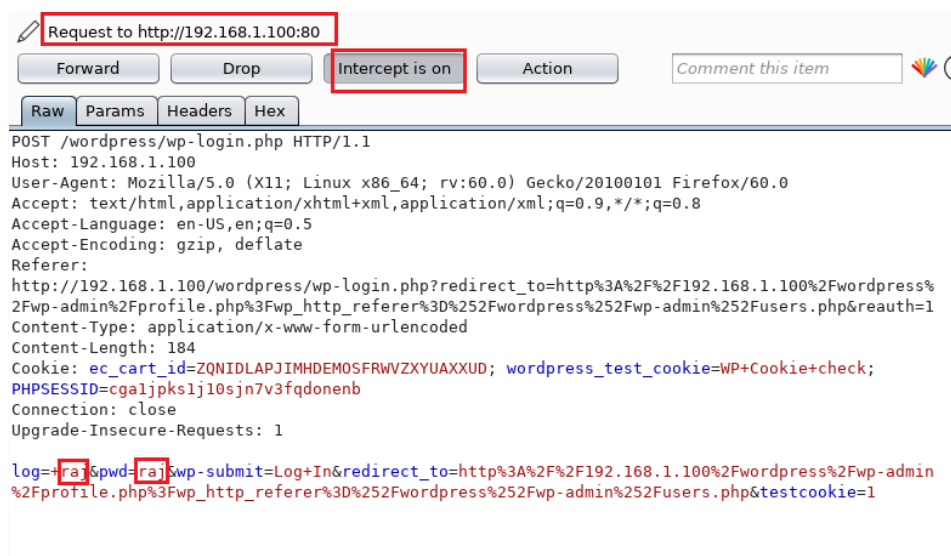 Request to http://192.168.1.100:80
Forward Drop Intercept is on Action Comment this item
Raw Params Headers Hex
POST /wordpress/wp-login.php HTTP/1.1
Host: 192.168.1.100
User-Agent: Mozilla/5.0 (X11; Linux x86_64; rv:60.0) Gecko/20100101 Firefox/60.0
Accept: text/html,application/xhtml+xml,application/xml;q=0.9,*/*;q=0.8
Accept-Language: en-US,en;q=0.5
Accept-Encoding: gzip, deflate
Referer:
http://192.168.1.100/wordpress/wp-login.php?redirect_to=http%3A%2F%2F192.168.1.100%2Fwordpress%
2Fwp-admin%2Fprofile.php%3Fwp_http_referer%3D%252Fwordpress%252Fwp-admin%252Fusers.php&reauth=1
Content-Type: application/x-www-form-urlencoded
Content-Length: 184
Cookie: ec_cart_id=ZQNIDLAPJIMHDEMOSFRWVZXYUAXXUD; wordpress_test_cookie=WP+Cookie+check;
PHPSESSID=cga1jpks1j10sjn7v3fqdonenb
Connection: close
Upgrade-Insecure-Requests: 1
log=+raj&pwd=raj&wp-submit=Log+In&redirect_to=http%3A%2F%2F192.168.1.100%2Fwordpress%2Fwp-admin
%2Fprofile.php%3Fwp_http_referer%3D%252Fwordpress%252Fwp-admin%252Fusers.php&testcookie=1